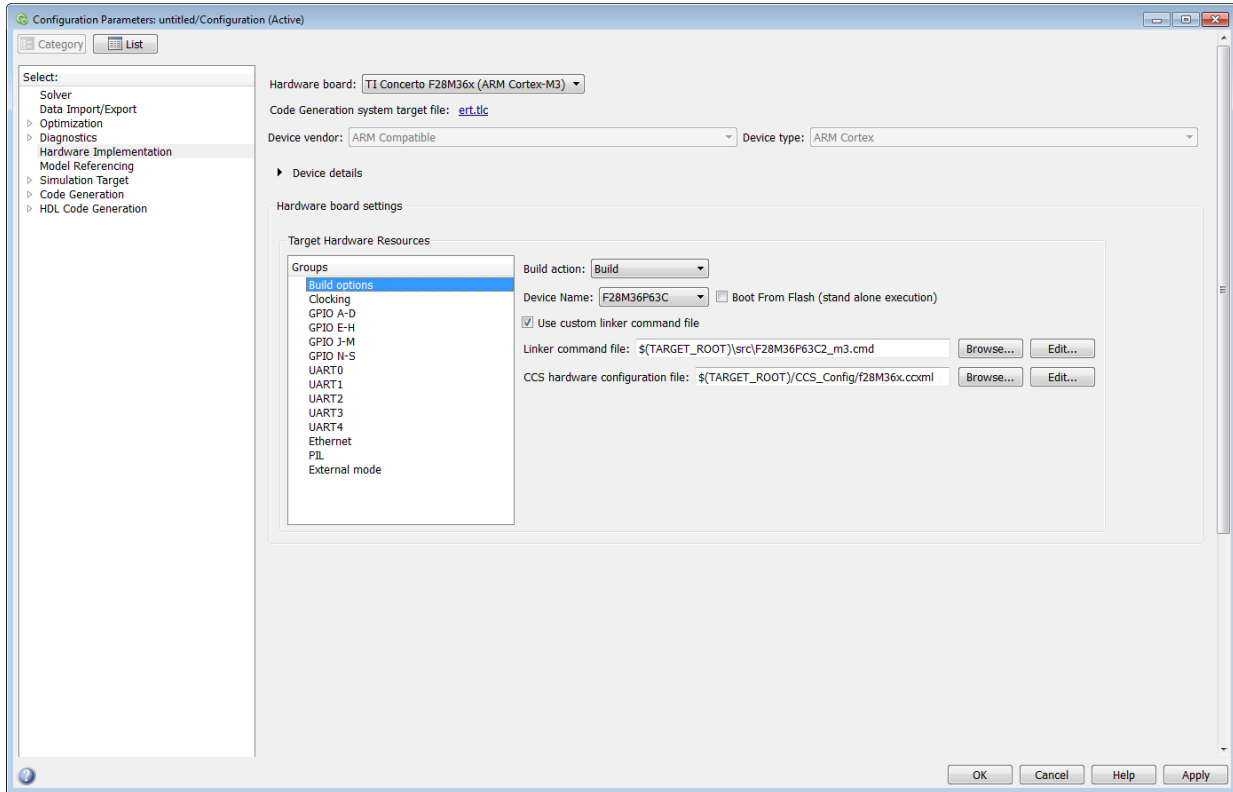 Configuration Parameters: untitled/Configuration (Active)
Category List
Select:
Solver
Data Import/Export
Optimization
Diagnostics
Hardware Implementation
Model Referencing
Simulation Target
Code Generation
HDL Code Generation
Hardware board: TI Concerto F28M36x (ARM Cortex-M3)
Code Generation system target file: ert.tlc
Device vendor: ARM Compatible Device type: ARM Cortex
Device details
Hardware board settings
Target Hardware Resources
Groups
Build options
Clocking
GPIO A-D
GPIO E-H
GPIO J-M
GPIO N-S
UART0
UART1
UART2
UART3
UART4
Ethernet
PIL
External mode
Build action: Build
Device Name: F28M36P63C Boot From Flash (stand alone execution)
Use custom linker command file
Linker command file: $(TARGET_ROOT)\src\F28M36P63C2_m3.cmd Browse... Edit...
CCS hardware configuration file: $(TARGET_ROOT)/CCS_Config/f28M36x.ccxml Browse... Edit...
OK Cancel Help Apply